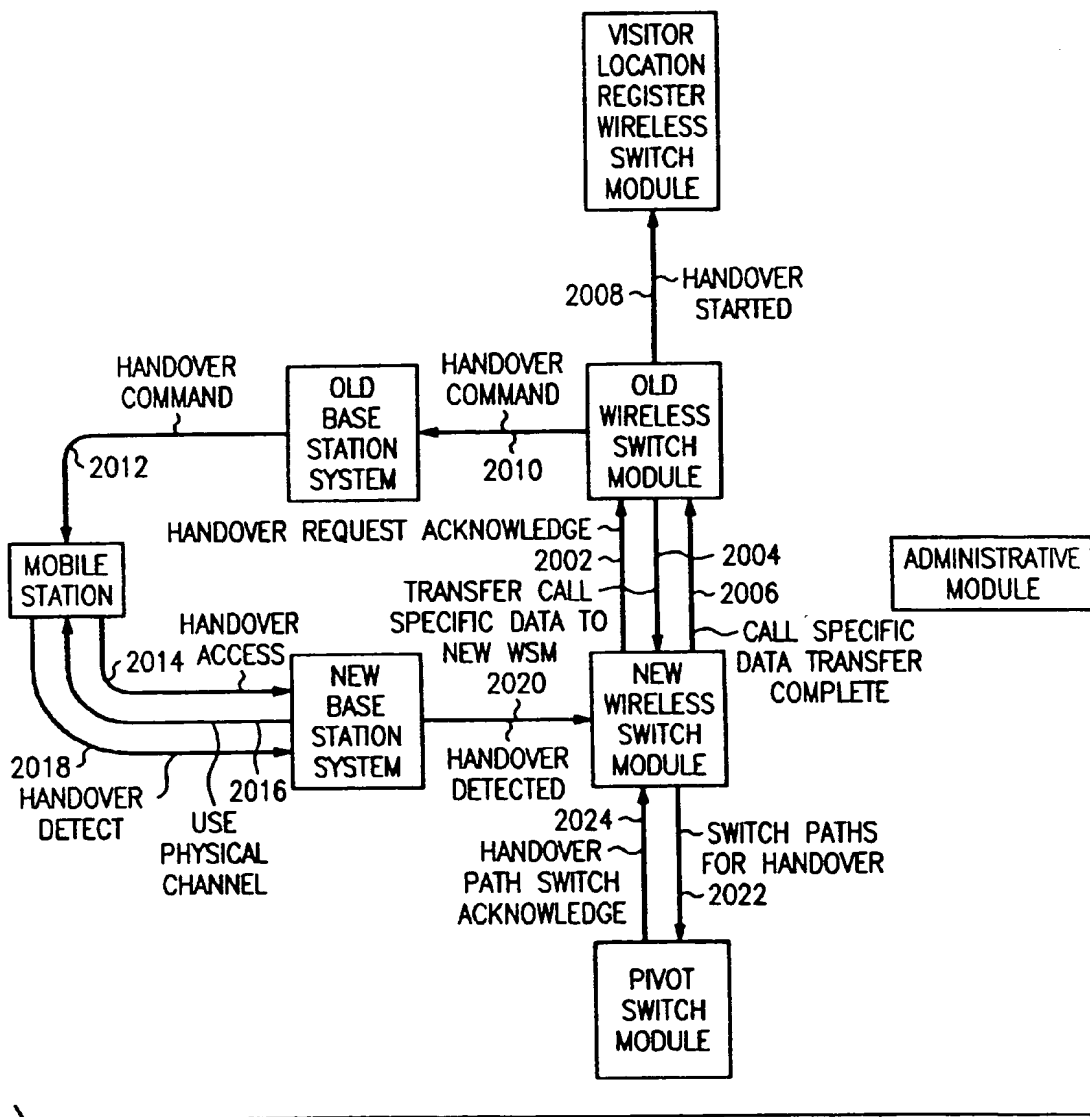 VISITOR
LOCATION
REGISTER
WIRELESS
SWITCH
MODULE
2008
HANDOVER
STARTED
HANDOVER
COMMAND
2012
OLD
BASE
STATION
SYSTEM
HANDOVER
COMMAND
2010
OLD
WIRELESS
SWITCH
MODULE
HANDOVER REQUEST ACKNOWLEDGE
2002
2004
TRANSFER CALL
SPECIFIC DATA TO
NEW WSM
2006
CALL SPECIFIC
DATA TRANSFER
COMPLETE
ADMINISTRATIVE
MODULE
MOBILE
STATION
HANDOVER
ACCESS
2014
NEW
BASE
STATION
SYSTEM
2020
HANDOVER
DETECTED
NEW
WIRELESS
SWITCH
MODULE
2018
HANDOVER
DETECT
2016
USE
PHYSICAL
CHANNEL
2024
HANDOVER
PATH SWITCH
ACKNOWLEDGE
SWITCH PATHS
FOR HANDOVER
2022
PIVOT
SWITCH
MODULE